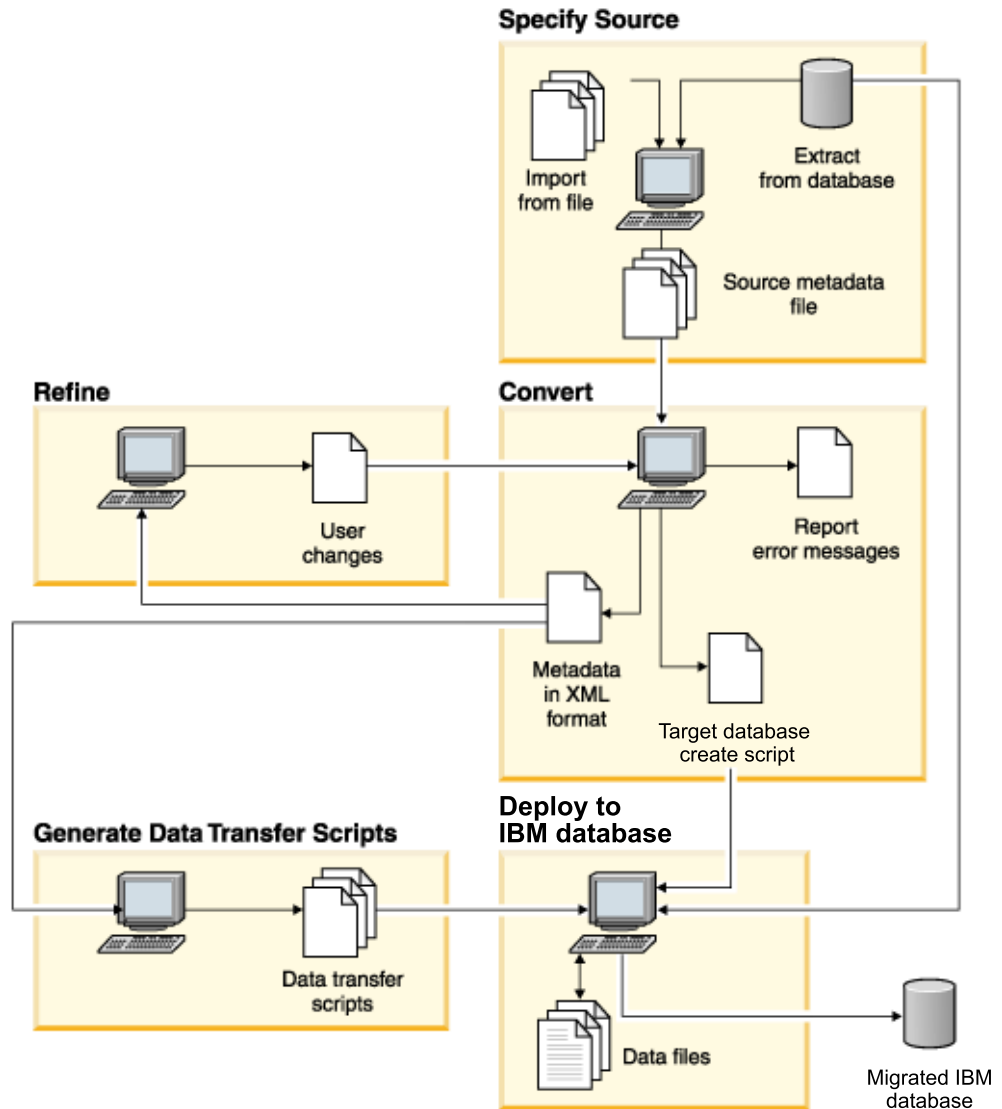 Specify Source
Import
from file
Extract
from database
Source metadata
file
Refine
User
changes
Convert
Report
error messages
Metadata
in XML
format
Target database
create script
Generate Data Transfer Scripts
Data transfer
scripts
Deploy to
IBM database
Data files
Migrated IBM
database